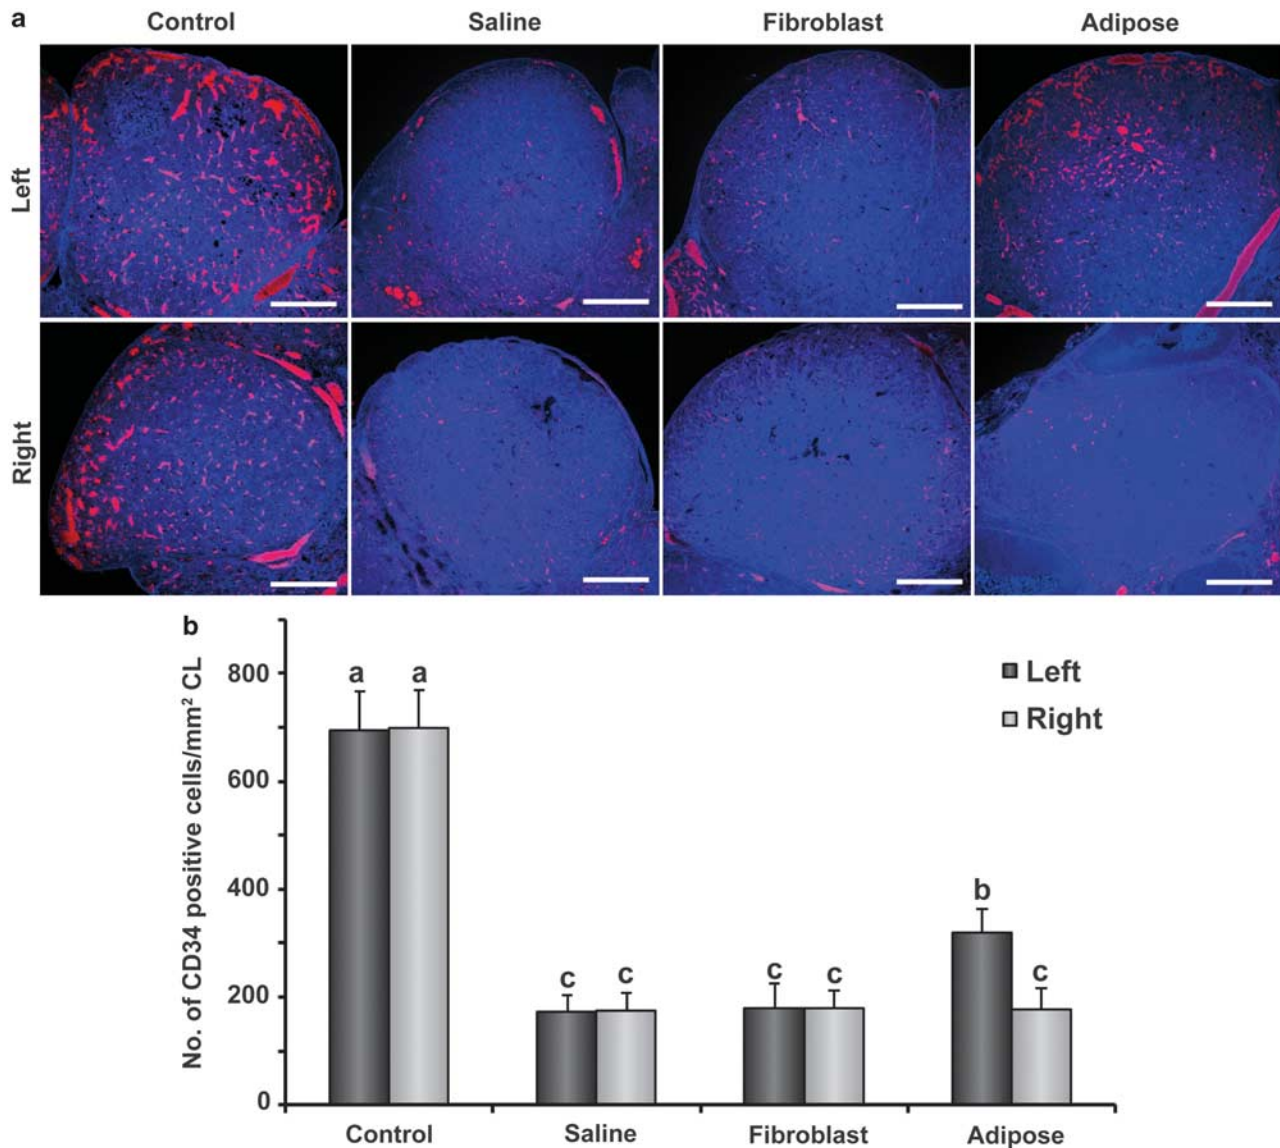 a
Control Saline Fibroblast Adipose
Left
Right
b
No. of CD34 positive cells/mm² CL
800
600
400
200
0
a a
c c
c c
b c
Left
Right
Control Saline Fibroblast Adipose